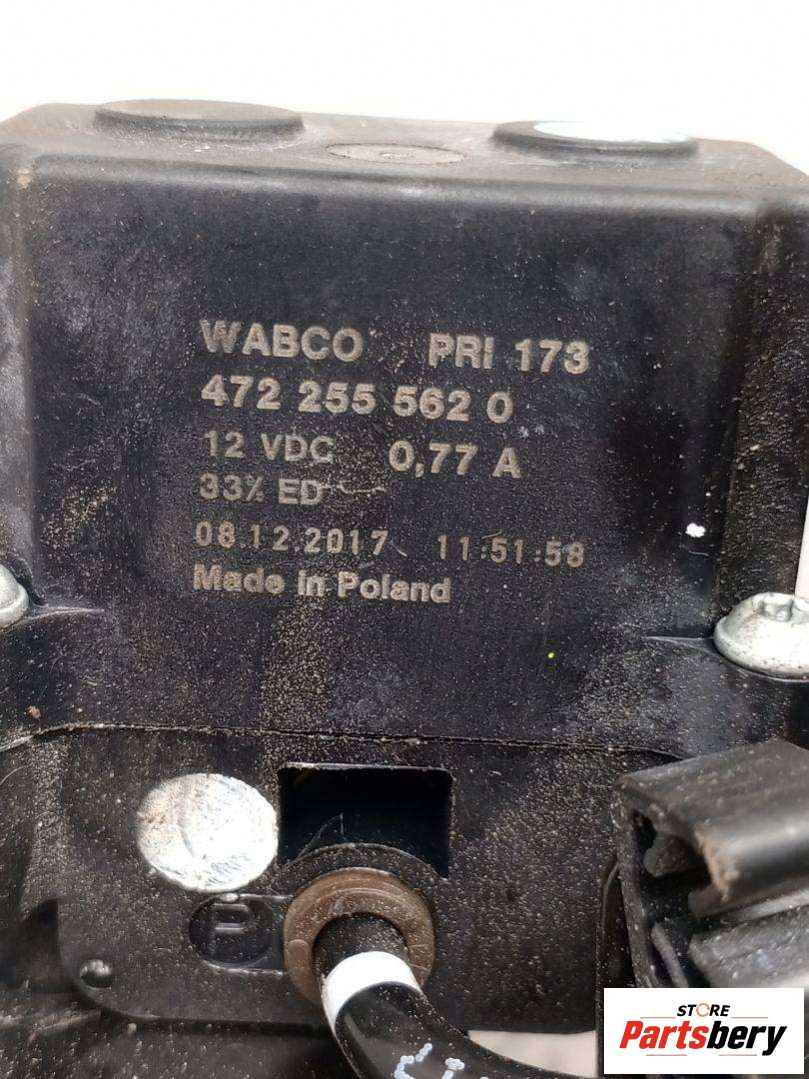 WABCO PRI 173
472 255 562 0
12 VDC 0,77 A
33% ED
08.12.2017 11:51:58
Made in Poland
P
STORE
Partsbery